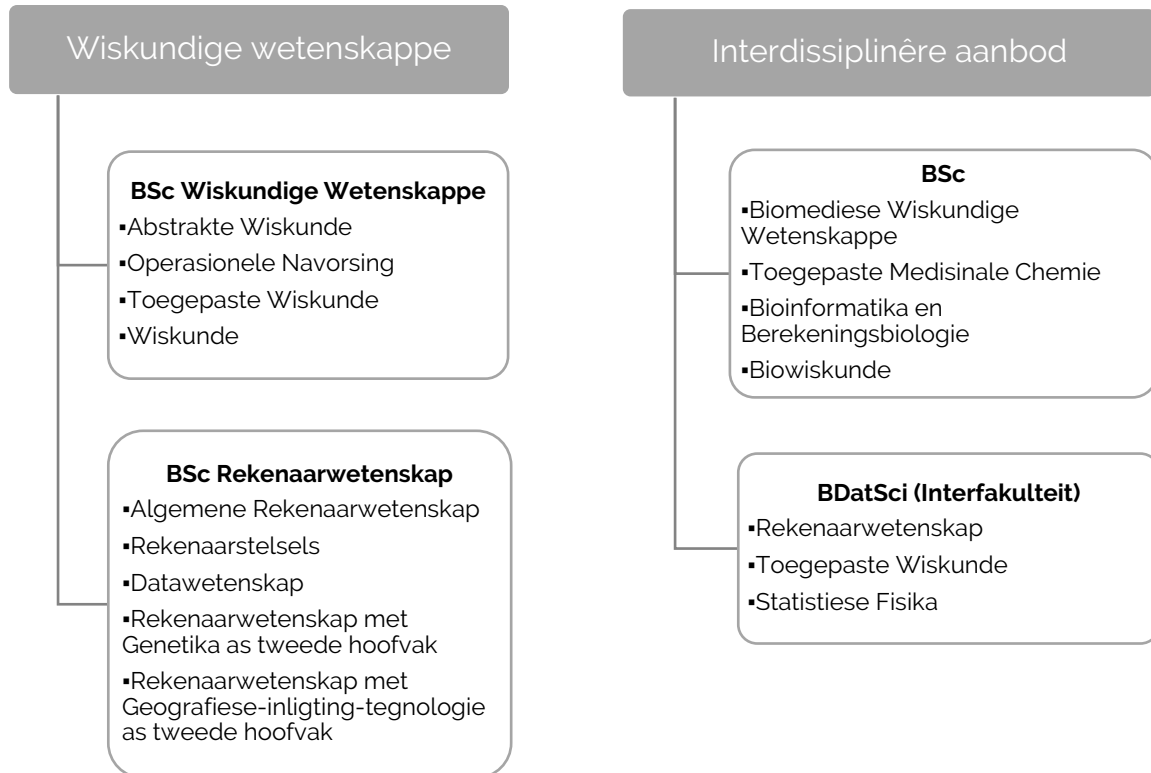 Wiskundige wetenskappe
BSc Wiskundige Wetenskappe
▪Abstrakte Wiskunde
▪Operasionele Navorsing
▪Toegepaste Wiskunde
▪Wiskunde
BSc Rekenaarwetenskap
▪Algemene Rekenaarwetenskap
▪Rekenaarstelsels
▪Datawetenskap
▪Rekenaarwetenskap met
Genetika as tweede hoofvak
▪Rekenaarwetenskap met
Geografiese-inligting-tegnologie
as tweede hoofvak
Interdissiplinêre aanbod
BSc
▪Biomediese Wiskundige
Wetenskappe
▪Toegepaste Medisinale Chemie
▪Bioinformatika en
Berekeningsbiologie
▪Biowiskunde
BDatSci (Interfakulteit)
▪Rekenaarwetenskap
▪Toegepaste Wiskunde
▪Statistiese Fisika